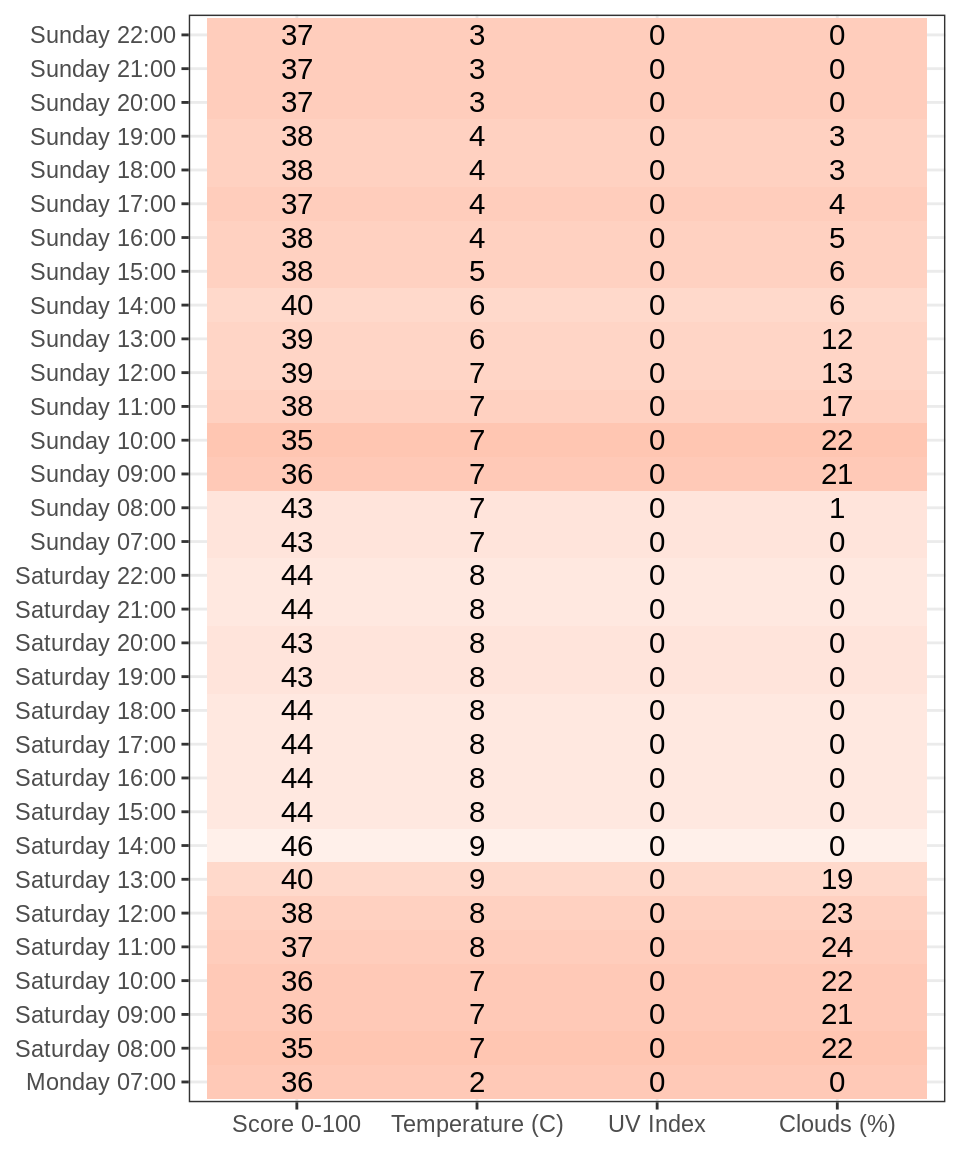 Sunday 22:00 37 3 0 0
Sunday 21:00 37 3 0 0
Sunday 20:00 37 3 0 0
Sunday 19:00 38 4 0 3
Sunday 18:00 38 4 0 3
Sunday 17:00 37 4 0 4
Sunday 16:00 38 4 0 5
Sunday 15:00 38 5 0 6
Sunday 14:00 40 6 0 6
Sunday 13:00 39 6 0 12
Sunday 12:00 39 7 0 13
Sunday 11:00 38 7 0 17
Sunday 10:00 35 7 0 22
Sunday 09:00 36 7 0 21
Sunday 08:00 43 7 0 1
Sunday 07:00 43 7 0 0
Saturday 22:00 44 8 0 0
Saturday 21:00 44 8 0 0
Saturday 20:00 43 8 0 0
Saturday 19:00 43 8 0 0
Saturday 18:00 44 8 0 0
Saturday 17:00 44 8 0 0
Saturday 16:00 44 8 0 0
Saturday 15:00 44 8 0 0
Saturday 14:00 46 9 0 0
Saturday 13:00 40 9 0 19
Saturday 12:00 38 8 0 23
Saturday 11:00 37 8 0 24
Saturday 10:00 36 7 0 22
Saturday 09:00 36 7 0 21
Saturday 08:00 35 7 0 22
Monday 07:00 36 2 0 0
Score 0-100 Temperature (C) UV Index Clouds (%)